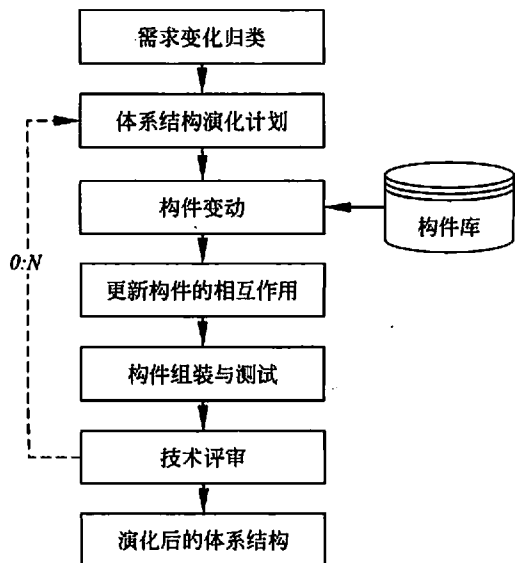 需求变化归类
体系结构演化计划
构件变动
构件库
0:N
更新构件的相互作用
构件组装与测试
技术评审
演化后的体系结构